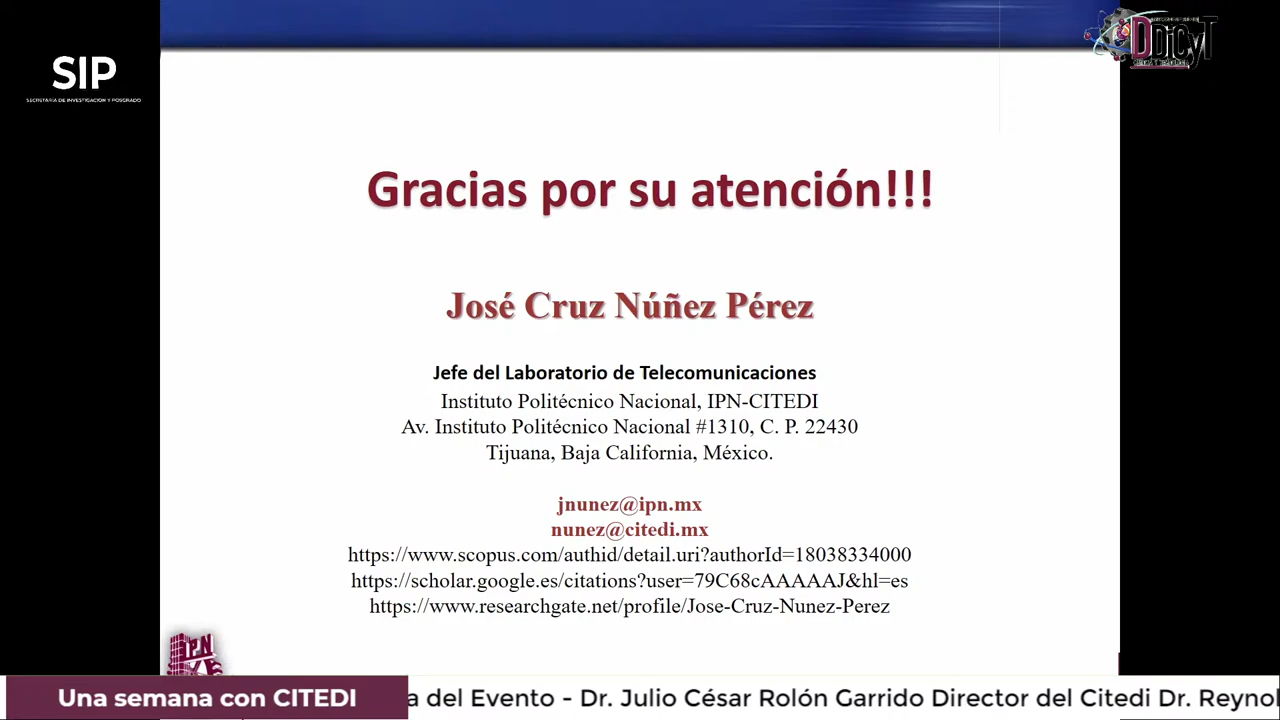 SIP
SECRETARÍA DE INVESTIGACIÓN Y POSGRADO
DDiCyT
Gracias por su atención!!!
José Cruz Núñez Pérez
Jefe del Laboratorio de Telecomunicaciones
Instituto Politécnico Nacional, IPN-CITEDI
Av. Instituto Politécnico Nacional #1310, C. P. 22430
Tijuana, Baja California, México.
jnunez@ipn.mx
nunez@citedi.mx
https://www.scopus.com/authid/detail.uri?authorId=18038334000
https://scholar.google.es/citations?user=79C68cAAAAAJ&hl=es
https://www.researchgate.net/profile/Jose-Cruz-Nunez-Perez
IPN
Una semana con CITEDI
a del Evento - Dr. Julio César Rolón Garrido Director del Citedi Dr. Reynol